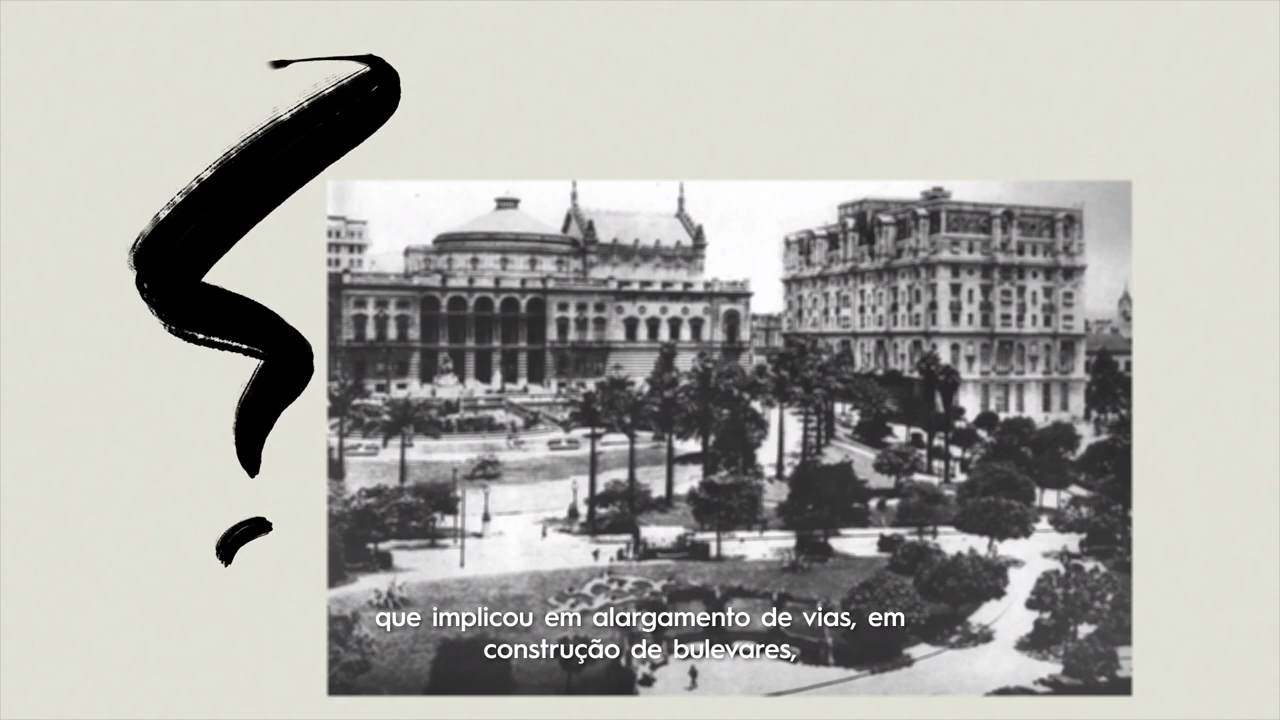 que implicou em alargamento de vias, em
construção de bulevares,